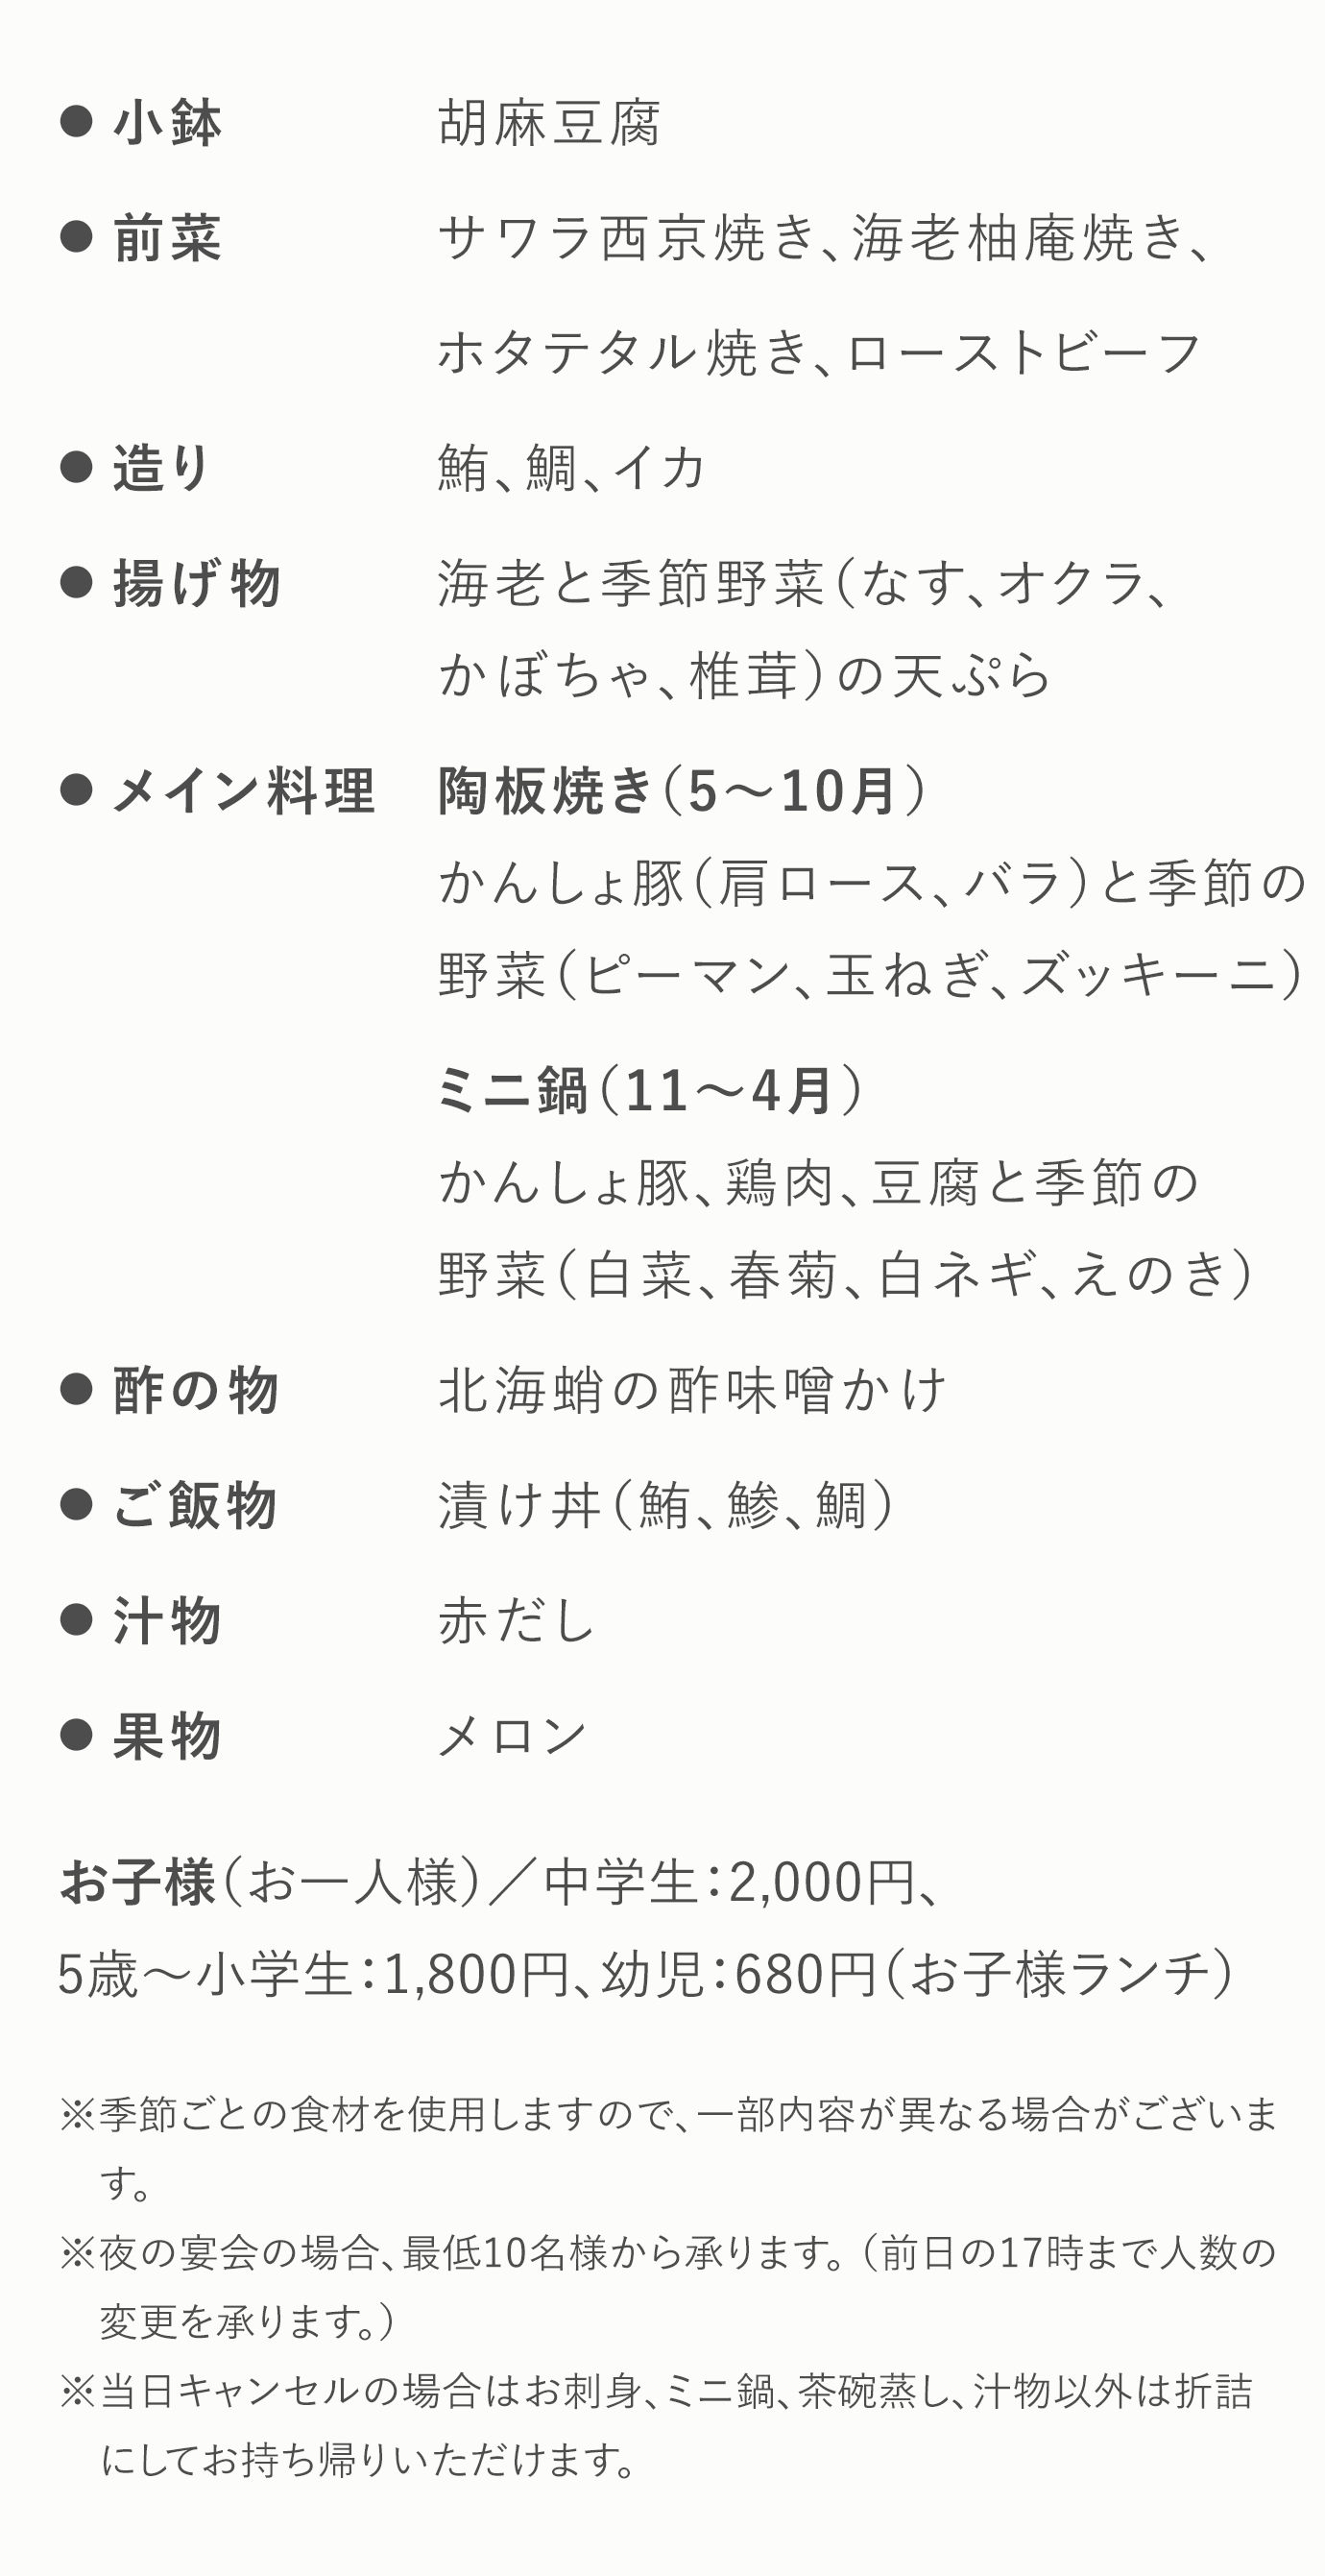 ● 小鉢 胡麻豆腐
● 前菜 サワラ西京焼き、海老柚庵焼き、
ホタテタル焼き、ローストビーフ
● 造り 鮪、鯛、イカ
● 揚げ物 海老と季節野菜(なす、オクラ、
かぼちゃ、椎茸)の天ぷら
● メイン料理 陶板焼き(5〜10月)
かんしょ豚(肩ロース、バラ)と季節の
野菜(ピーマン、玉ねぎ、ズッキーニ)
ミニ鍋(11〜4月)
かんしょ豚、鶏肉、豆腐と季節の
野菜(白菜、春菊、白ネギ、えのき)
● 酢の物 北海蛸の酢味噌かけ
● ご飯物 漬け丼(鮪、鯵、鯛)
● 汁物 赤だし
● 果物 メロン
お子様(お一人様)/中学生:2,000円、
5歳〜小学生:1,800円、幼児:680円(お子様ランチ)
※季節ごとの食材を使用しますので、一部内容が異なる場合がございま
す。
※夜の宴会の場合、最低10名様から承ります。(前日の17時まで人数の
変更を承ります。)
※当日キャンセルの場合はお刺身、ミニ鍋、茶碗蒸し、汁物以外は折詰
にしてお持ち帰りいただけます。